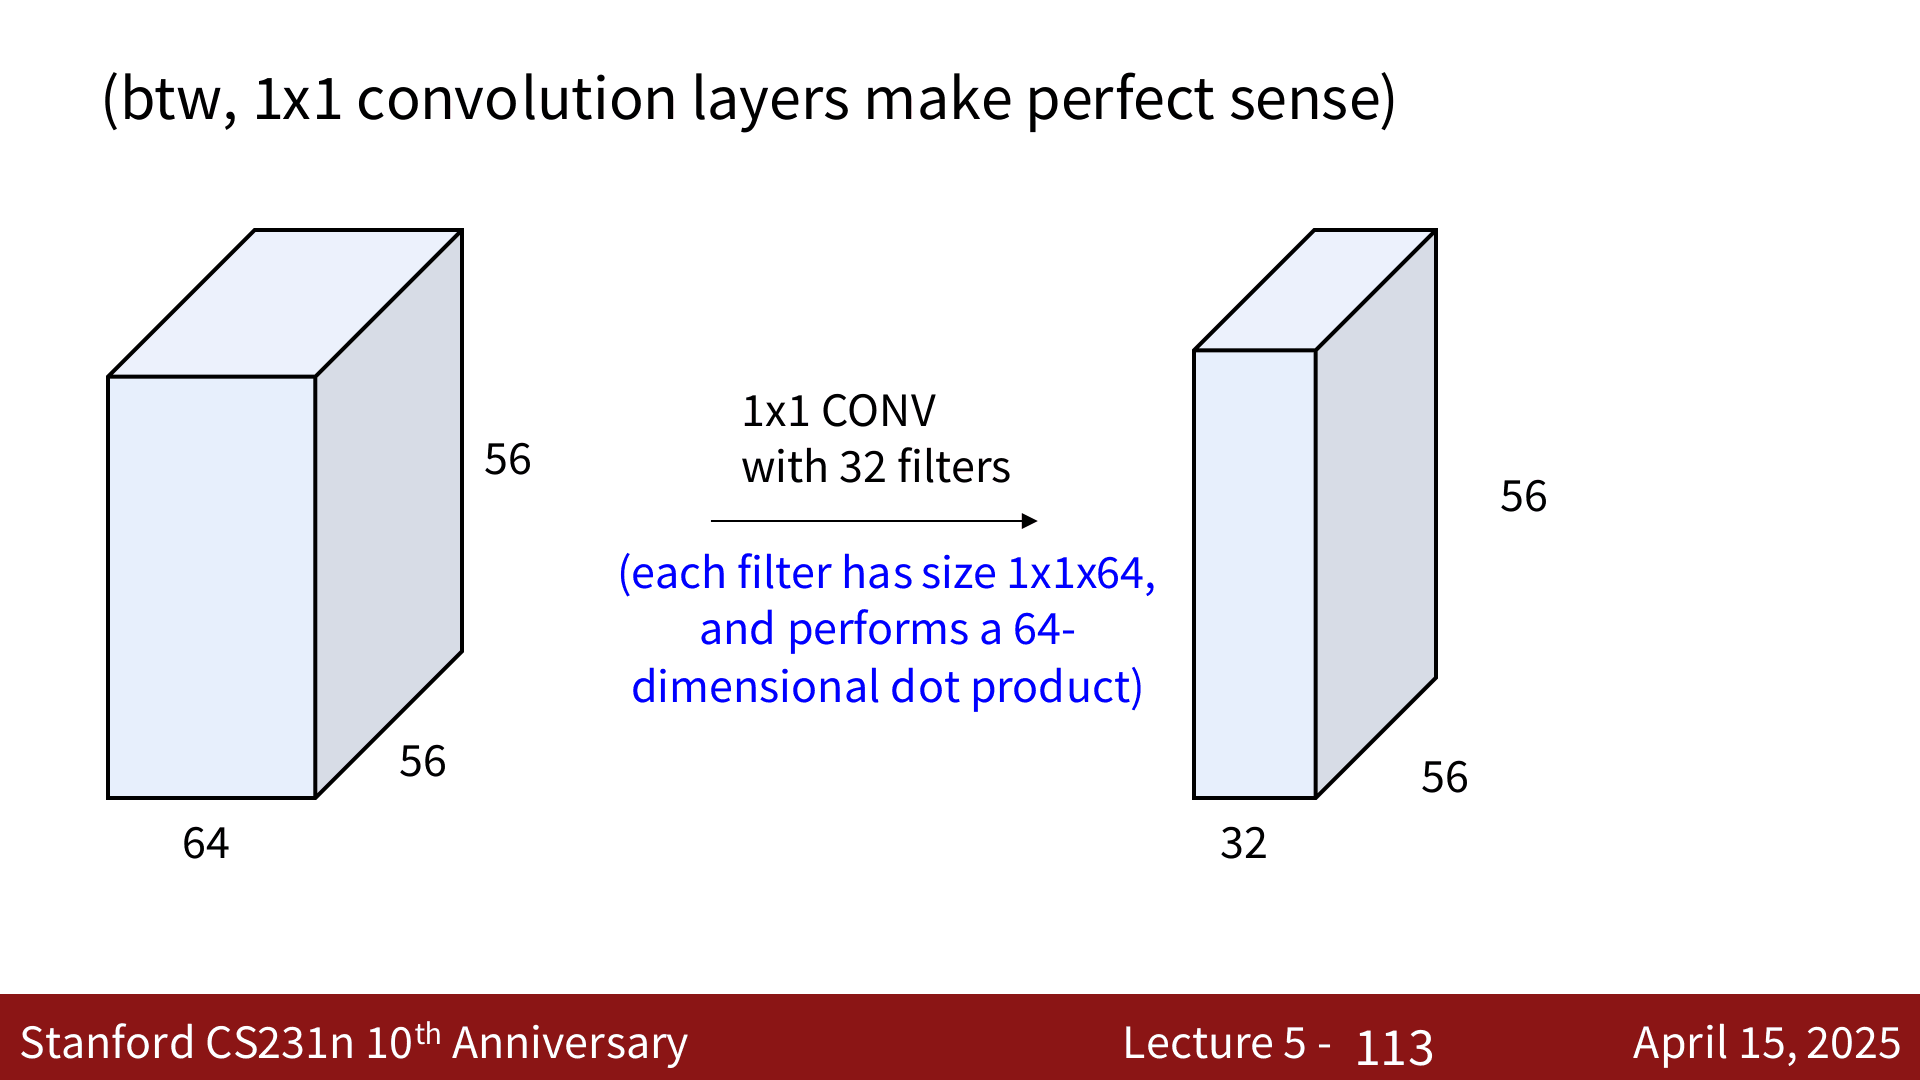 (btw, 1x1 convolution layers make perfect sense)
56
56
64
1x1 CONV
with 32 filters
(each filter has size 1x1x64,
and performs a 64-
dimensional dot product)
56
56
32
Stanford CS231n 10th Anniversary
Lecture 5 - 113
April 15, 2025